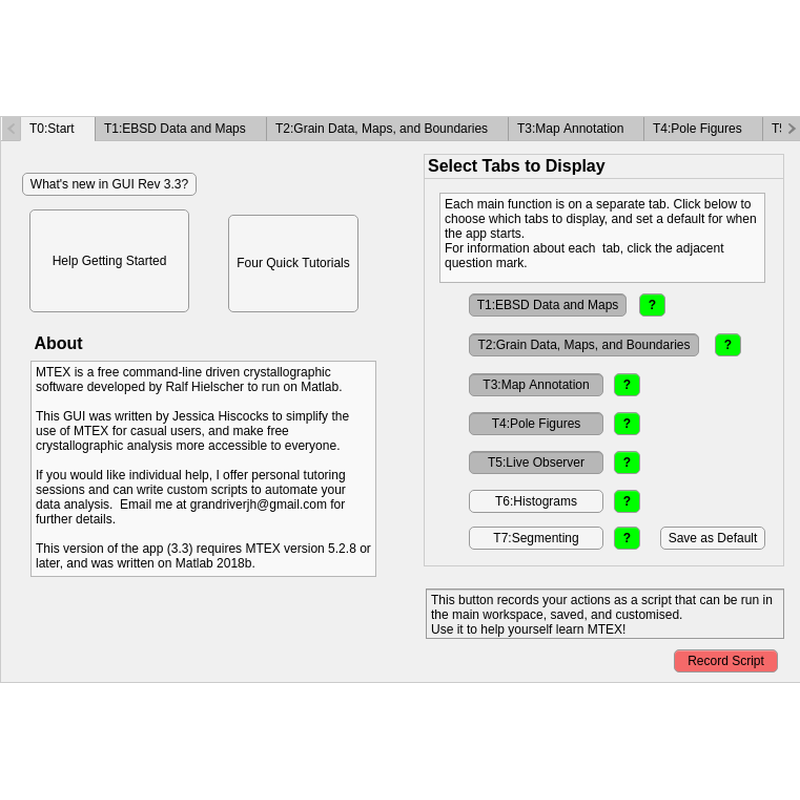 T0:Start
T1:EBSD Data and Maps
T2:Grain Data, Maps, and Boundaries
T3:Map Annotation
T4:Pole Figures
What's new in GUI Rev 3.3?
Help Getting Started
Four Quick Tutorials
About
MTEX is a free command-line driven crystallographic
software developed by Ralf Hielscher to run on Matlab.
This GUI was written by Jessica Hiscocks to simplify the
use of MTEX for casual users, and make free
crystallographic analysis more accessible to everyone.
If you would like individual help, I offer personal tutoring
sessions and can write custom scripts to automate your
data analysis.  Email me at grandriverjh@gmail.com for
further details.
This version of the app (3.3) requires MTEX version 5.2.8 or
later, and was written on Matlab 2018b.
Select Tabs to Display
Each main function is on a separate tab. Click below to
choose which tabs to display, and set a default for when
the app starts.
For information about each  tab, click the adjacent
question mark.
T1:EBSD Data and Maps ?
T2:Grain Data, Maps, and Boundaries ?
T3:Map Annotation ?
T4:Pole Figures ?
T5:Live Observer ?
T6:Histograms ?
T7:Segmenting ? Save as Default
This button records your actions as a script that can be run in
the main workspace, saved, and customised.
Use it to help yourself learn MTEX!
Record Script